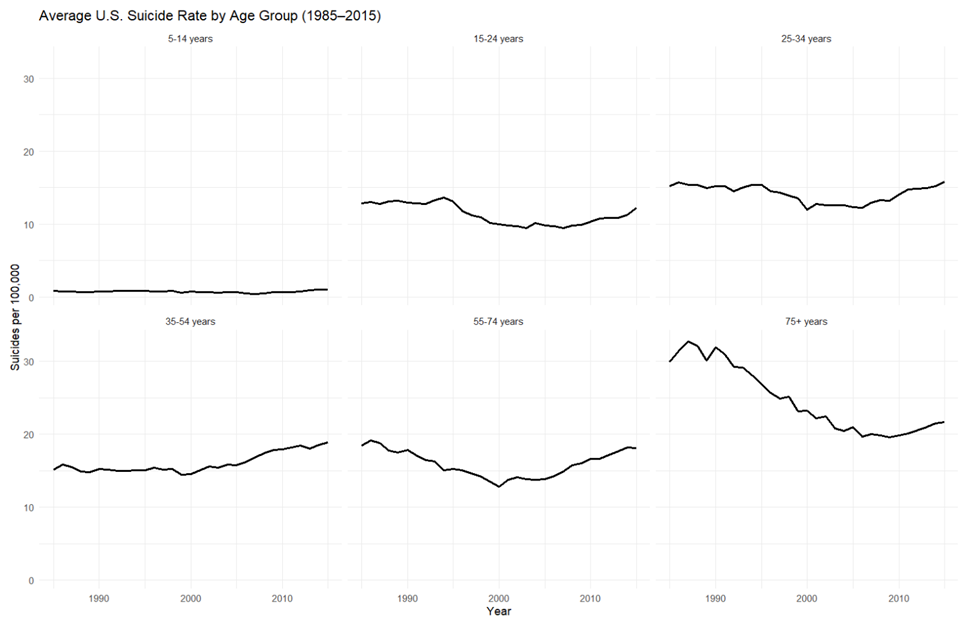 Average U.S. Suicide Rate by Age Group (1985–2015)
5-14 years
15-24 years
25-34 years
30
20
10
0
Suicides per 100,000
35-54 years
55-74 years
75+ years
30
20
10
0
1990
2000
2010
1990
2000
2010
1990
2000
2010
Year